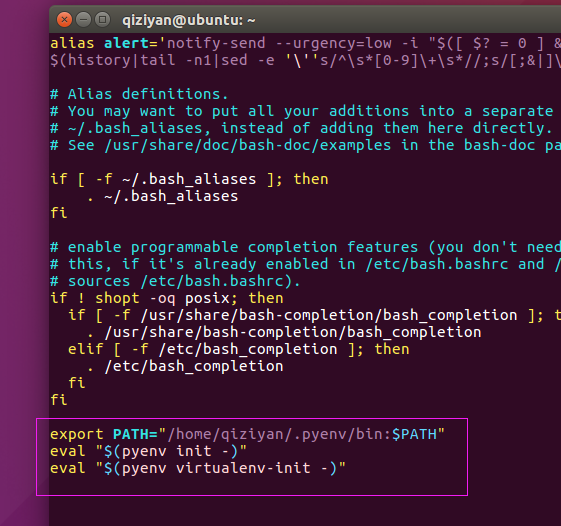 qiziyan@ubuntu: ~
alias alert='notify-send --urgency=low -i "$([ $? = 0 ] &
$(history|tail -n1|sed -e '\''s/^\s*[0-9]\+\s*//;s/[;&|]\
# Alias definitions.
# You may want to put all your additions into a separate
# ~/.bash_aliases, instead of adding them here directly.
# See /usr/share/doc/bash-doc/examples in the bash-doc pa
if [ -f ~/.bash_aliases ]; then
    . ~/.bash_aliases
fi
# enable programmable completion features (you don't need
# this, if it's already enabled in /etc/bash.bashrc and /
# sources /etc/bash.bashrc).
if ! shopt -oq posix; then
  if [ -f /usr/share/bash-completion/bash_completion ]; t
    . /usr/share/bash-completion/bash_completion
  elif [ -f /etc/bash_completion ]; then
    . /etc/bash_completion
  fi
fi
export PATH="/home/qiziyan/.pyenv/bin:$PATH"
eval "$(pyenv init -)"
eval "$(pyenv virtualenv-init -)"